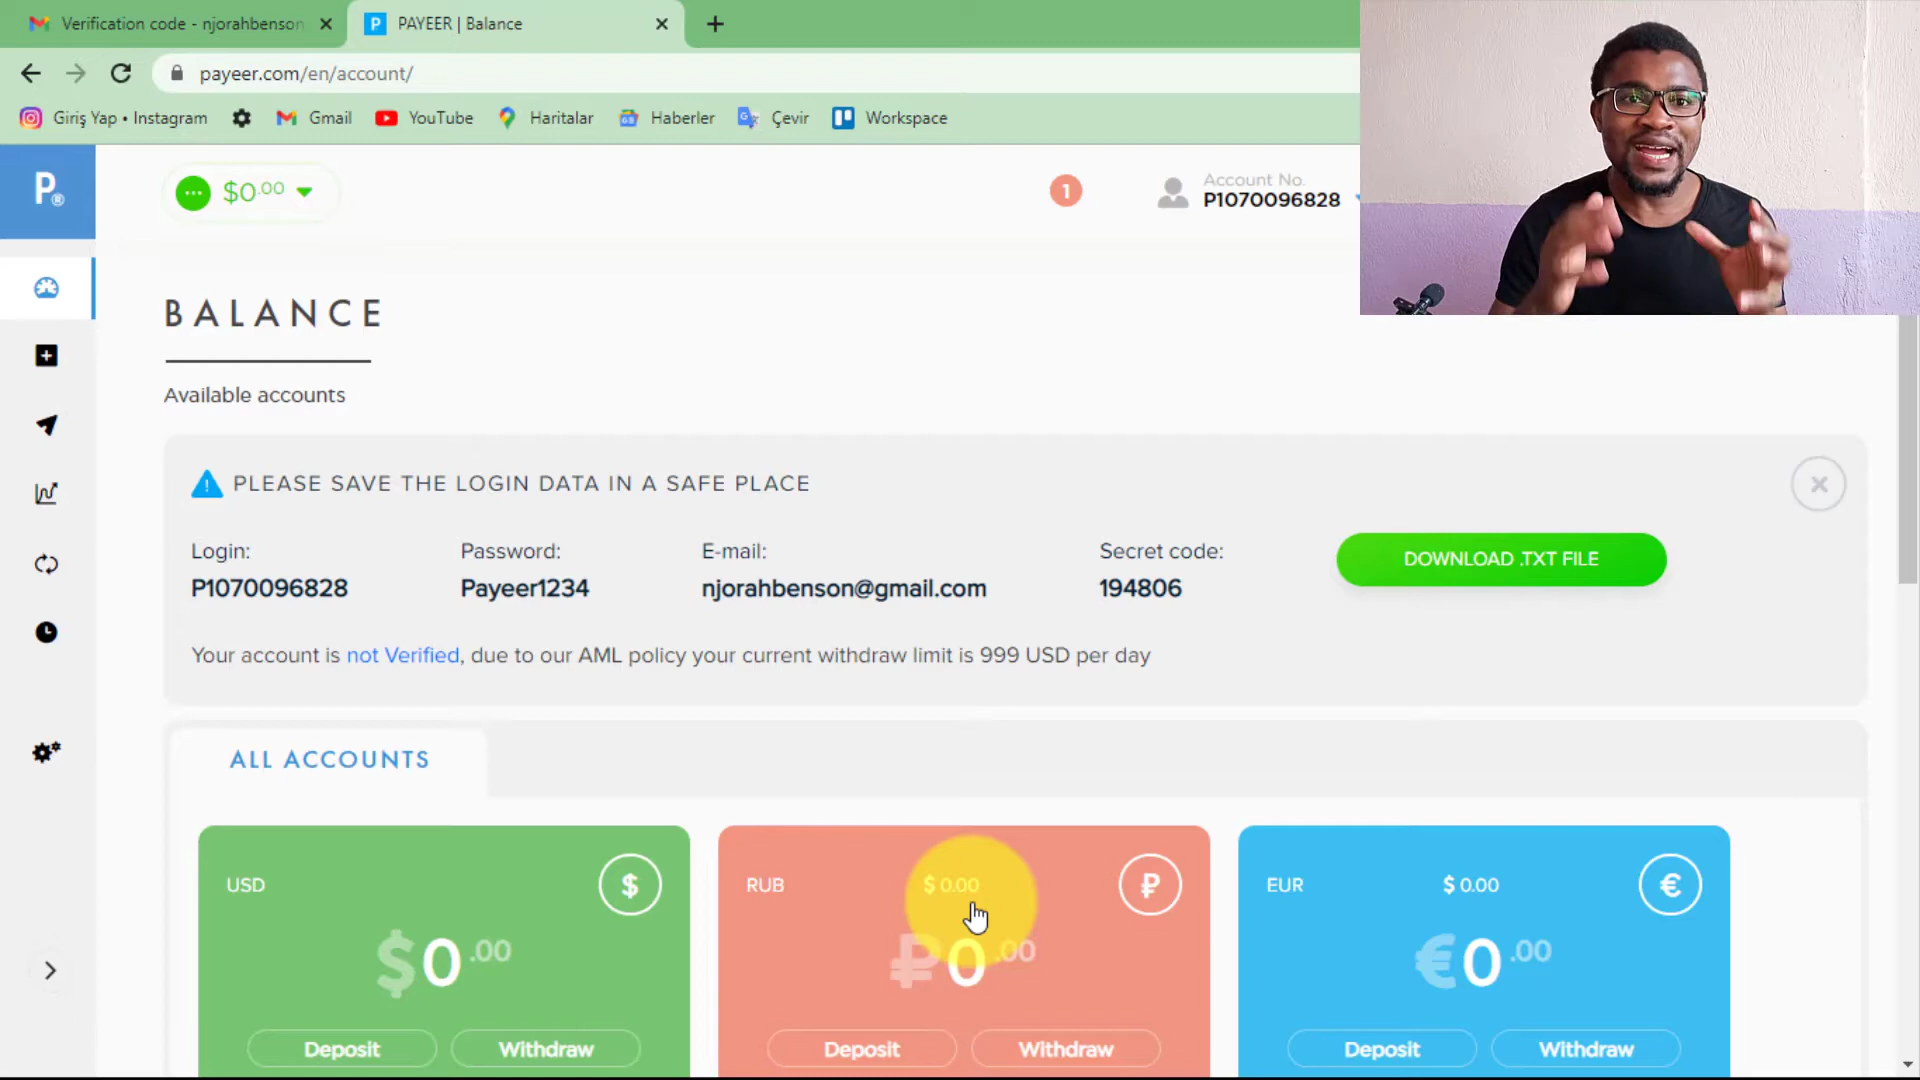 Verification code - njorahbenson
PAYEER | Balance
payeer.com/en/account/
Giriş Yap • Instagram
Gmail
YouTube
Haritalar
Haberler
Çevir
Workspace
P®
$0.00
1
Account No.
P1070096828
BALANCE
Available accounts
PLEASE SAVE THE LOGIN DATA IN A SAFE PLACE
Login: Password: E-mail: Secret code:
P1070096828 Payeer1234 njorahbenson@gmail.com 194806
DOWNLOAD .TXT FILE
Your account is not Verified, due to our AML policy your current withdraw limit is 999 USD per day
ALL ACCOUNTS
USD $
$0.00
Deposit Withdraw
RUB $ 0.00 ₽
₽0.00
Deposit Withdraw
EUR $ 0.00 €
€0.00
Deposit Withdraw